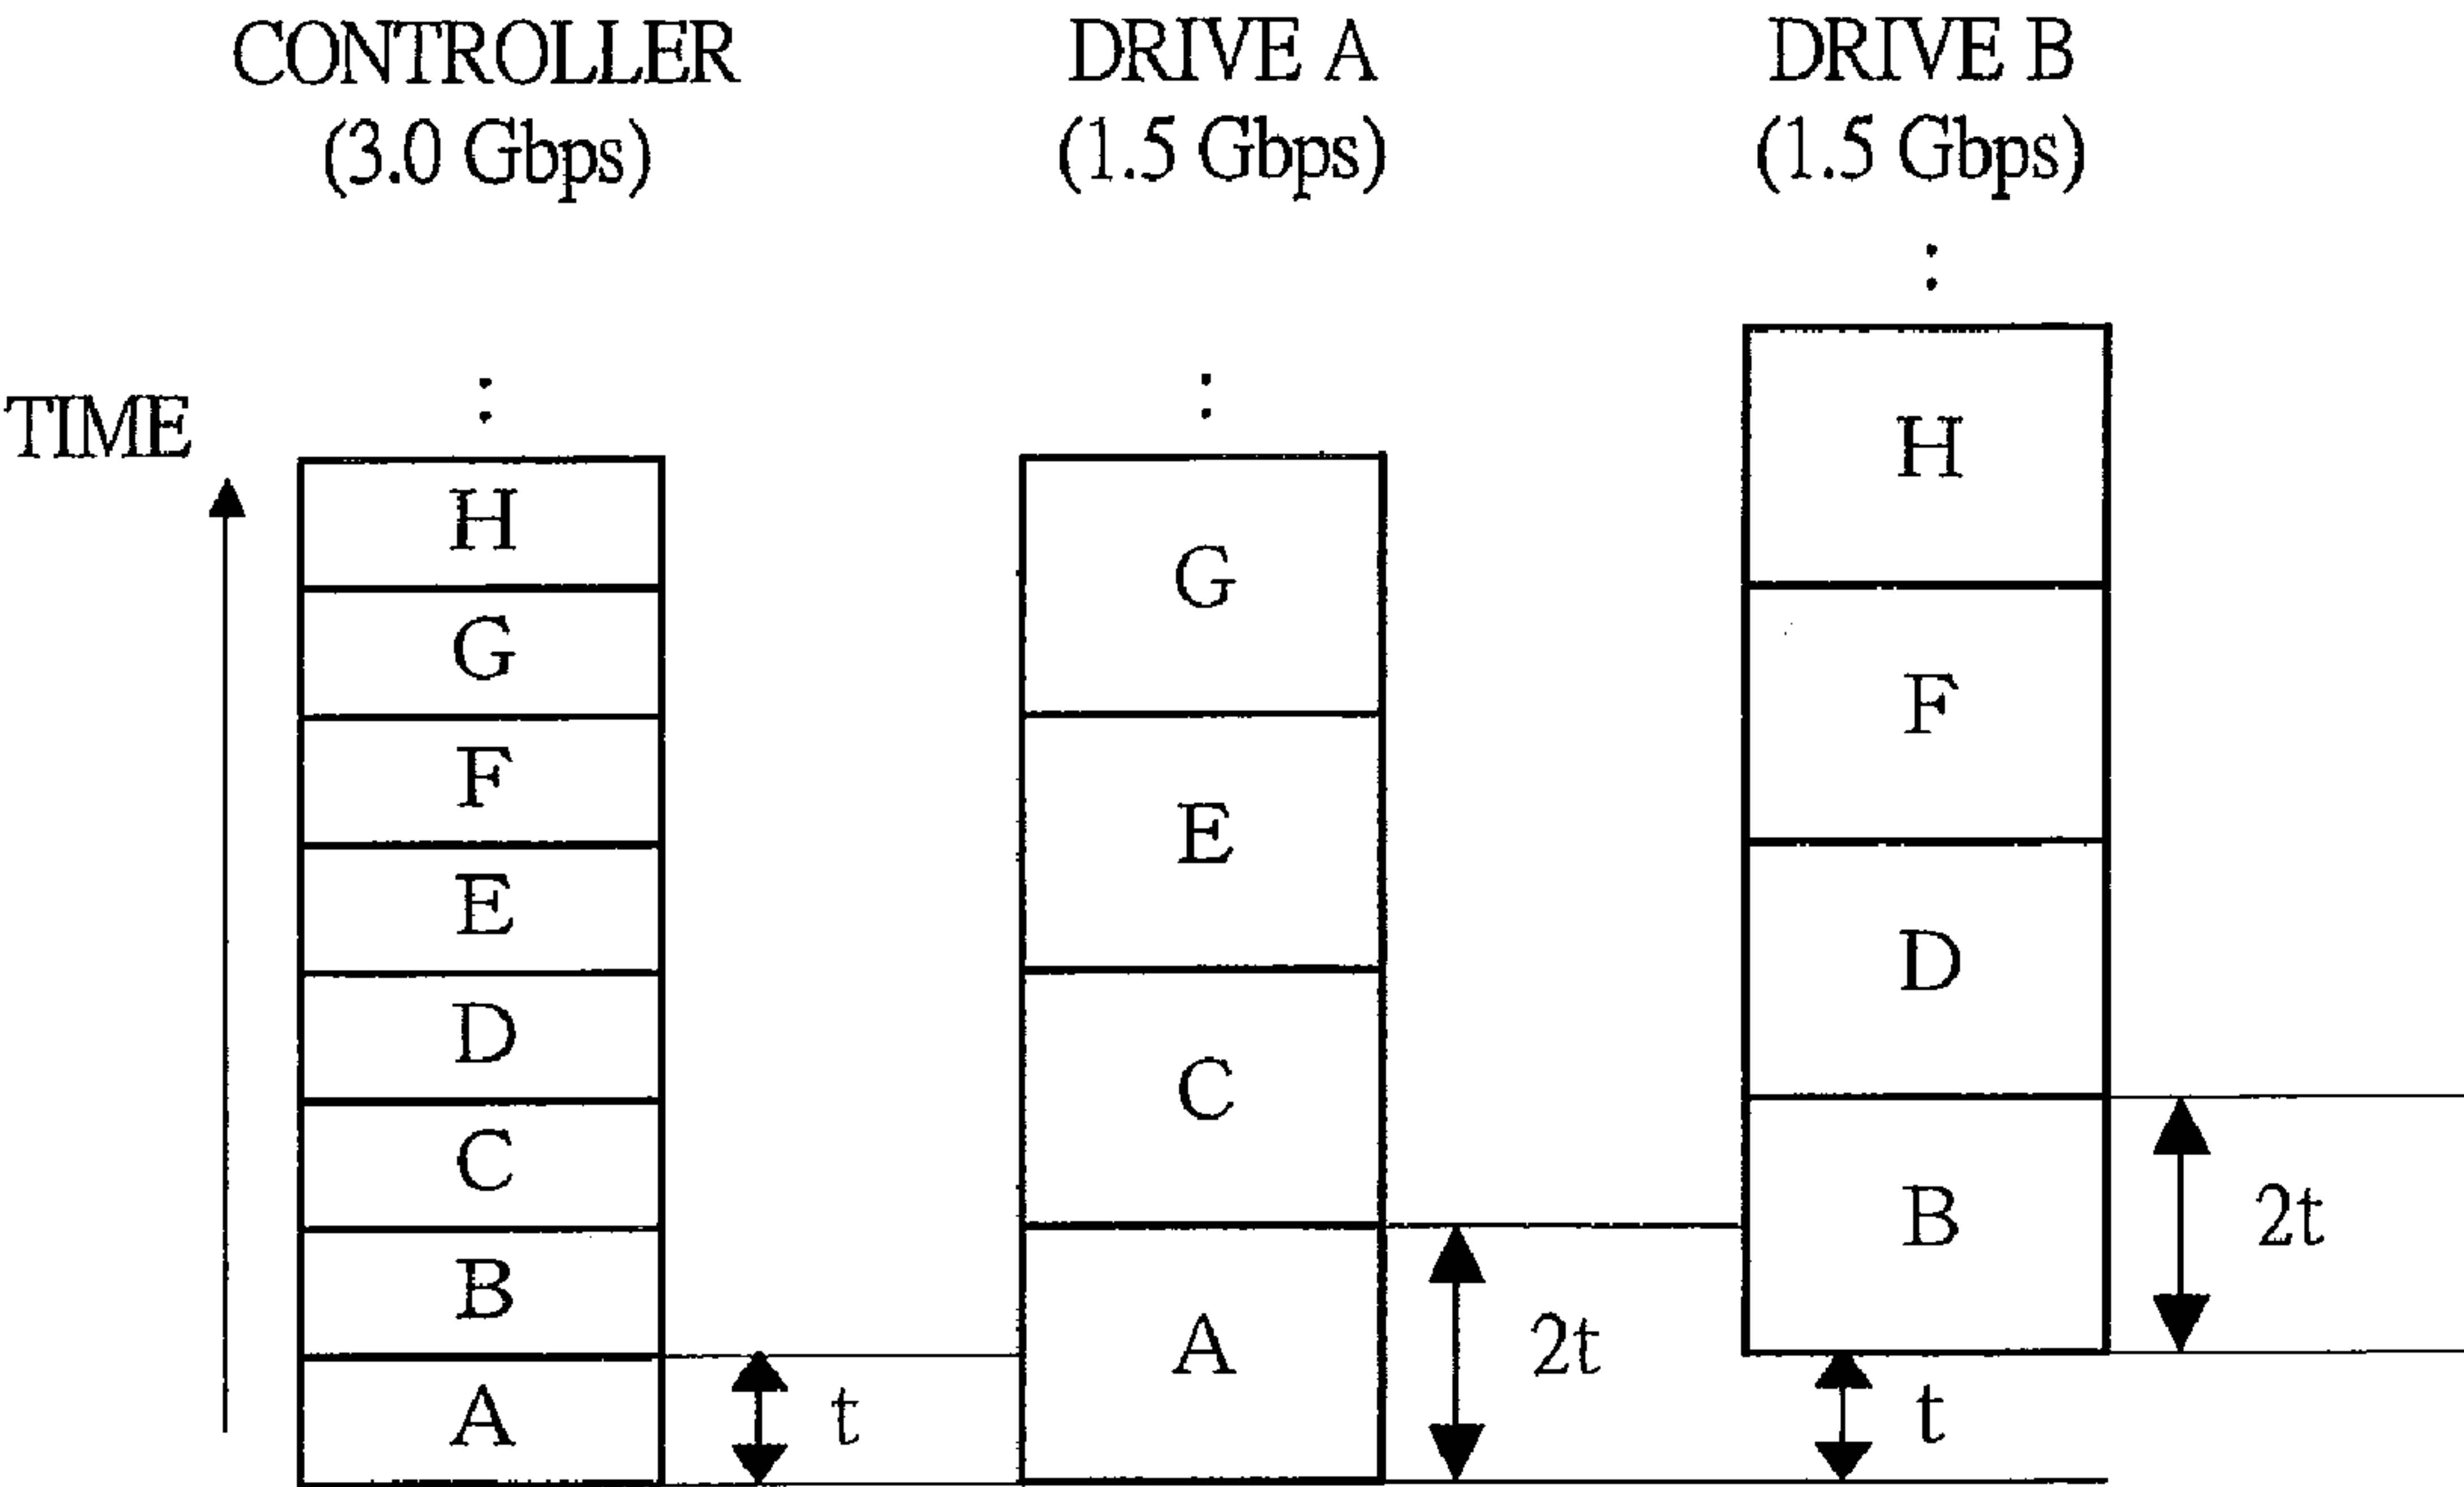 CONTROLLER
(3.0 Gbps)
DRIVE A
(1.5 Gbps)
DRIVE B
(1.5 Gbps)
TIME
:
H
G
F
E
D
C
B
A
t
:
G
E
C
A
2t
:
H
F
D
B
2t
t